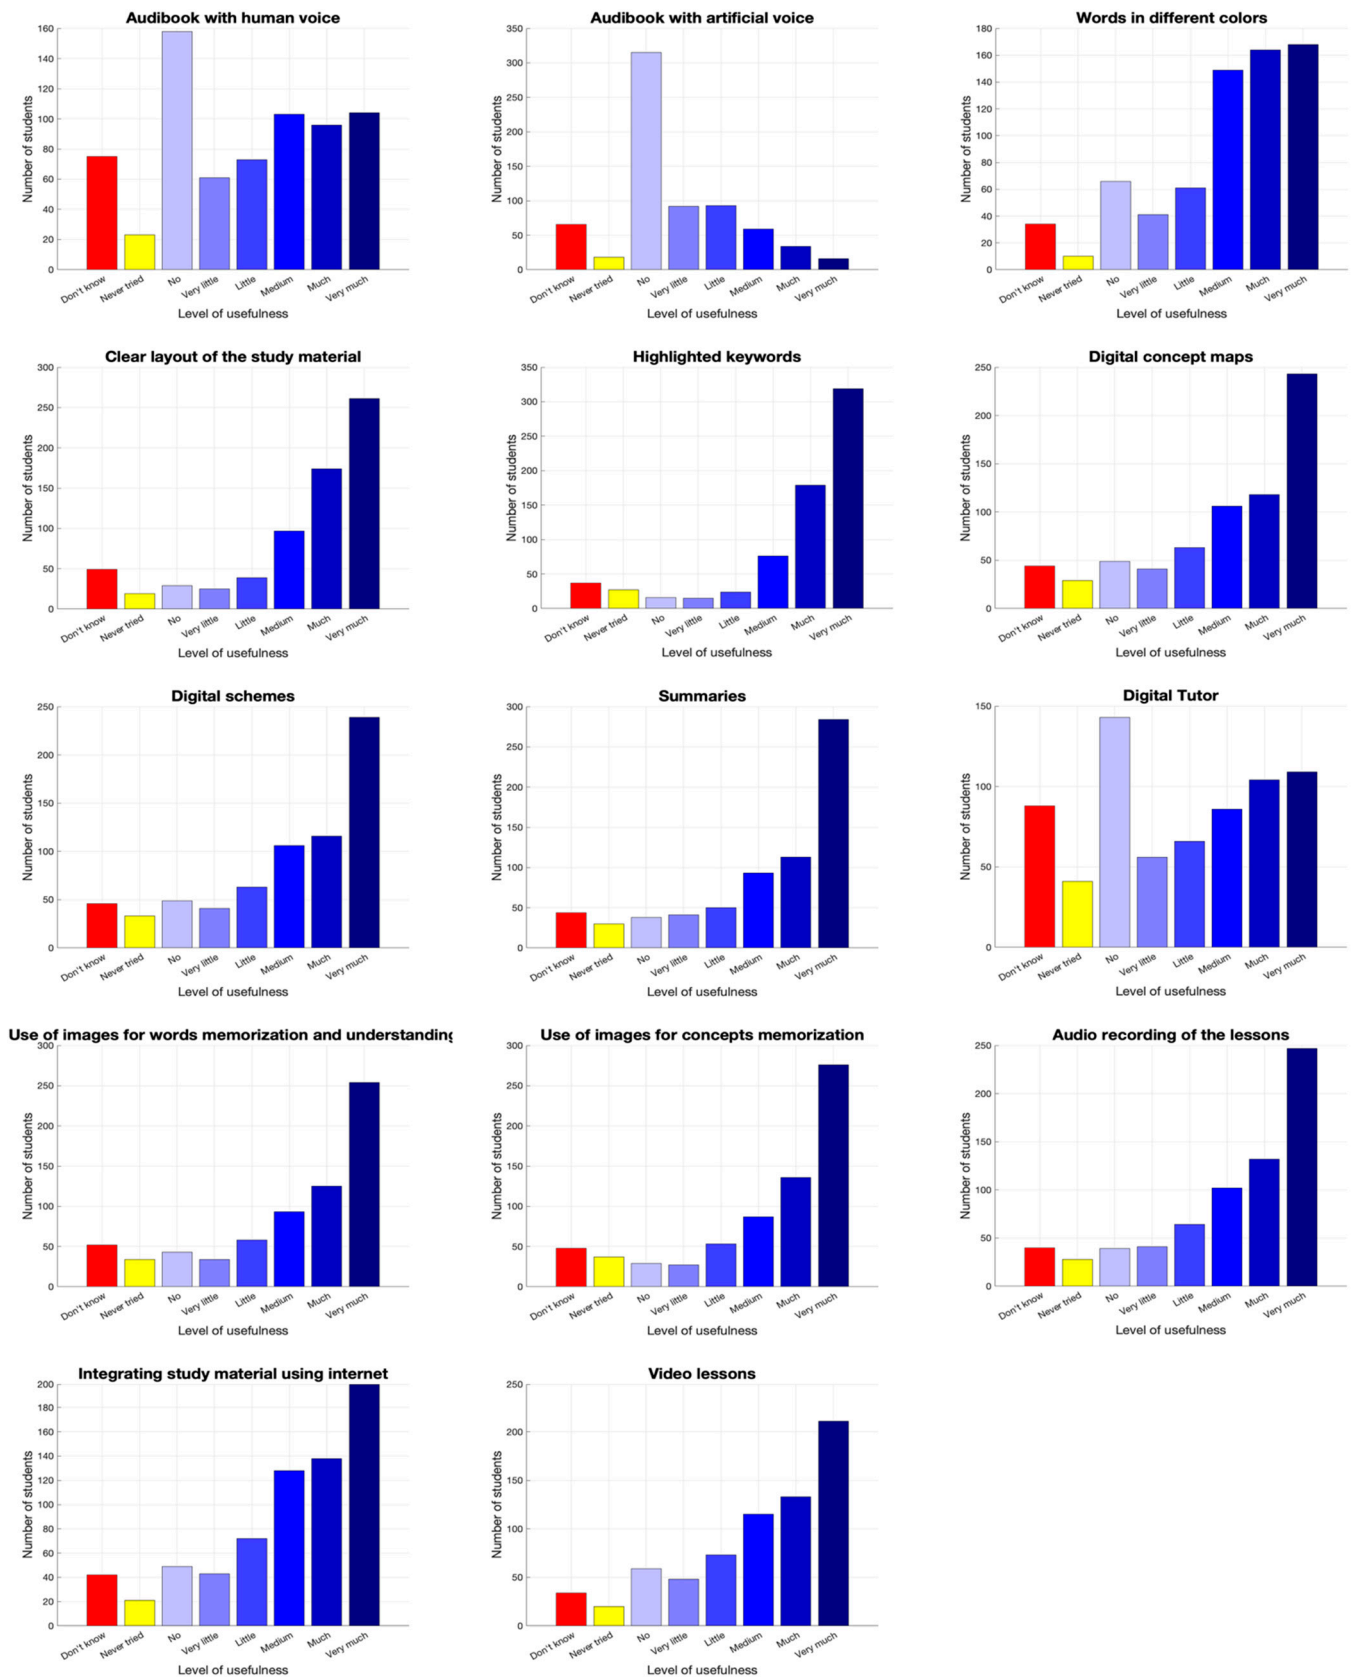 Audibook with human voice
Number of students
160
140
120
100
80
60
40
20
0
Don't know Never tried No Very little Little Medium Much Very much
Level of usefulness
Audibook with artificial voice
Number of students
350
300
250
200
150
100
50
0
Don't know Never tried No Very little Little Medium Much Very much
Level of usefulness
Words in different colors
Number of students
180
160
140
120
100
80
60
40
20
0
Don't know Never tried No Very little Little Medium Much Very much
Level of usefulness
Clear layout of the study material
Number of students
300
250
200
150
100
50
0
Don't know Never tried No Very little Little Medium Much Very much
Level of usefulness
Highlighted keywords
Number of students
350
300
250
200
150
100
50
0
Don't know Never tried No Very little Little Medium Much Very much
Level of usefulness
Digital concept maps
Number of students
250
200
150
100
50
0
Don't know Never tried No Very little Little Medium Much Very much
Level of usefulness
Digital schemes
Number of students
250
200
150
100
50
0
Don't know Never tried No Very little Little Medium Much Very much
Level of usefulness
Summaries
Number of students
300
250
200
150
100
50
0
Don't know Never tried No Very little Little Medium Much Very much
Level of usefulness
Digital Tutor
Number of students
150
100
50
0
Don't know Never tried No Very little Little Medium Much Very much
Level of usefulness
Use of images for words memorization and understanding
Number of students
300
250
200
150
100
50
0
Don't know Never tried No Very little Little Medium Much Very much
Level of usefulness
Use of images for concepts memorization
Number of students
300
250
200
150
100
50
0
Don't know Never tried No Very little Little Medium Much Very much
Level of usefulness
Audio recording of the lessons
Number of students
250
200
150
100
50
0
Don't know Never tried No Very little Little Medium Much Very much
Level of usefulness
Integrating study material using internet
Number of students
200
180
160
140
120
100
80
60
40
20
0
Don't know Never tried No Very little Little Medium Much Very much
Level of usefulness
Video lessons
Number of students
250
200
150
100
50
0
Don't know Never tried No Very little Little Medium Much Very much
Level of usefulness